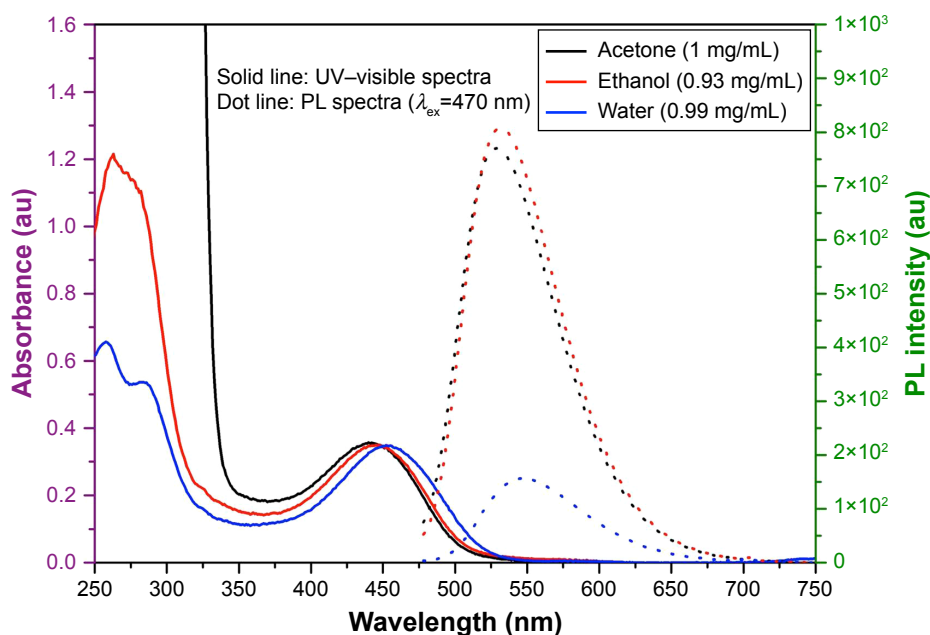 Solid line: UV–visible spectra
Dot line: PL spectra (λex=470 nm)
Acetone (1 mg/mL)
Ethanol (0.93 mg/mL)
Water (0.99 mg/mL)
Absorbance (au)
1.6
1.4
1.2
1.0
0.8
0.6
0.4
0.2
0.0
PL intensity (au)
1×10³
9×10²
8×10²
7×10²
6×10²
5×10²
4×10²
3×10²
2×10²
1×10²
0
250 300 350 400 450 500 550 600 650 700 750
Wavelength (nm)